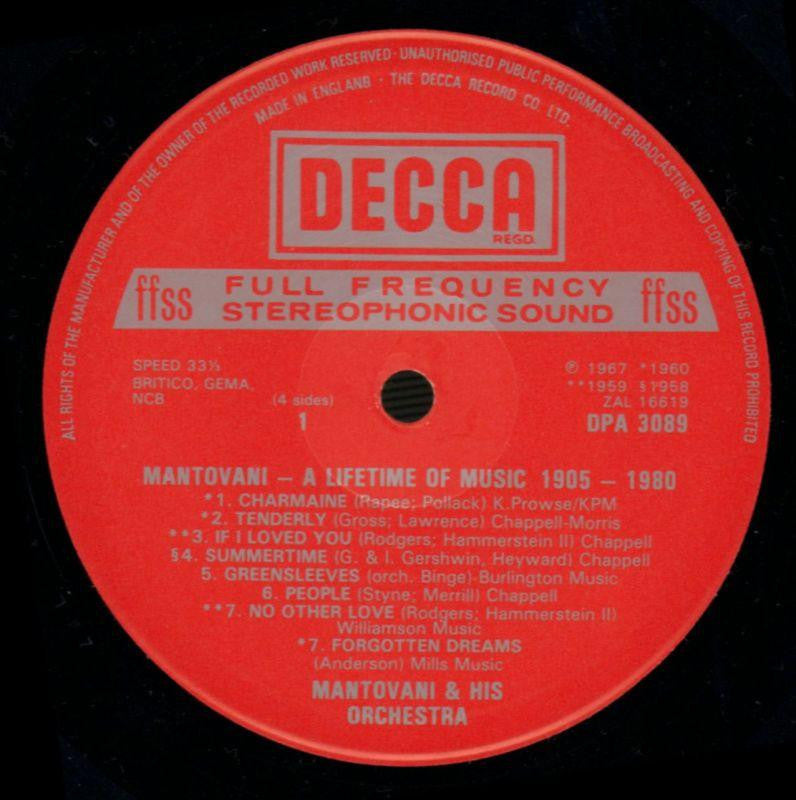 ALL RIGHTS OF THE MANUFACTURER AND OF THE OWNER OF THE RECORDED WORK RESERVED · UNAUTHORISED PUBLIC PERFORMANCE BROADCASTING AND COPYING OF THIS RECORD PROHIBITED
MADE IN ENGLAND · THE DECCA RECORD CO. LTD.
DECCA
REGD.
ffss FULL FREQUENCY ffss
STEREOPHONIC SOUND
SPEED 33⅓
BRITICO, GEMA,
NCB
(4 sides)
1
℗ 1967 *1960
**1959 §1958
ZAL 16619
DPA 3089
MANTOVANI – A LIFETIME OF MUSIC 1905 – 1980
*1. CHARMAINE (Rapee; Pollack) K.Prowse/KPM
*2. TENDERLY (Gross; Lawrence) Chappell-Morris
**3. IF I LOVED YOU (Rodgers; Hammerstein II) Chappell
§4. SUMMERTIME (G. & I. Gershwin, Heyward) Chappell
5. GREENSLEEVES (orch. Binge) Burlington Music
6. PEOPLE (Styne; Merrill) Chappell
**7. NO OTHER LOVE (Rodgers; Hammerstein II)
Williamson Music
*7. FORGOTTEN DREAMS
(Anderson) Mills Music
MANTOVANI & HIS
ORCHESTRA